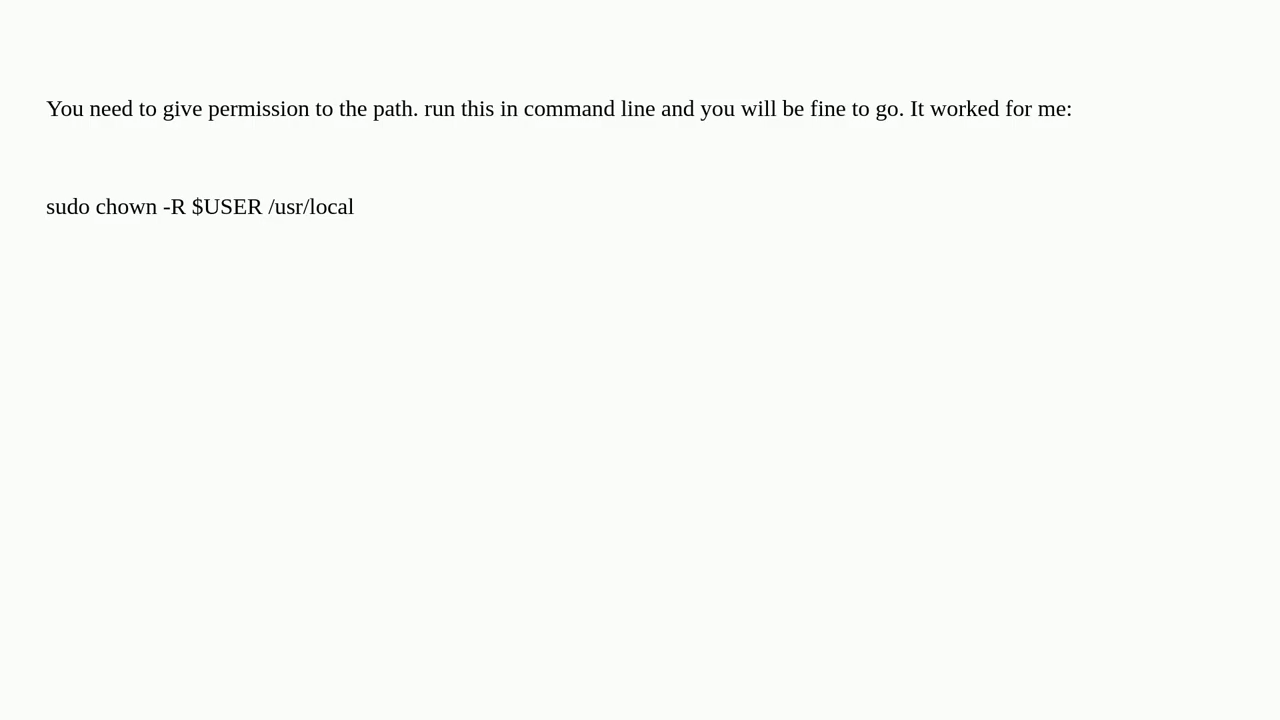 You need to give permission to the path. run this in command line and you will be fine to go. It worked for me:
sudo chown -R $USER /usr/local